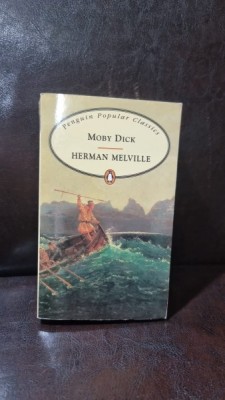 Penguin Popular Classics
MOBY DICK
HERMAN MELVILLE